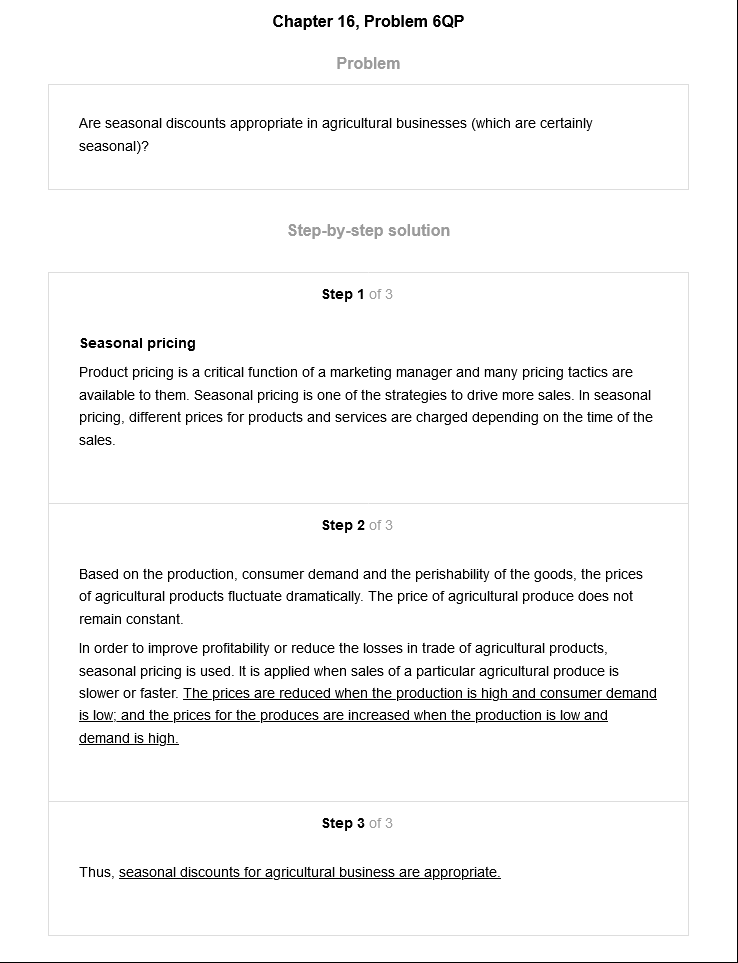 Chapter 16, Problem 6QP
Problem
Are seasonal discounts appropriate in agricultural businesses (which are certainly
seasonal)?
Step-by-step solution
Step 1 of 3
Seasonal pricing
Product pricing is a critical function of a marketing manager and many pricing tactics are
available to them. Seasonal pricing is one of the strategies to drive more sales. In seasonal
pricing, different prices for products and services are charged depending on the time of the
sales.
Step 2 of 3
Based on the production, consumer demand and the perishability of the goods, the prices
of agricultural products fluctuate dramatically. The price of agricultural produce does not
remain constant.
In order to improve profitability or reduce the losses in trade of agricultural products,
seasonal pricing is used. It is applied when sales of a particular agricultural produce is
slower or faster. The prices are reduced when the production is high and consumer demand
is low; and the prices for the produces are increased when the production is low and
demand is high.
Step 3 of 3
Thus, seasonal discounts for agricultural business are appropriate.